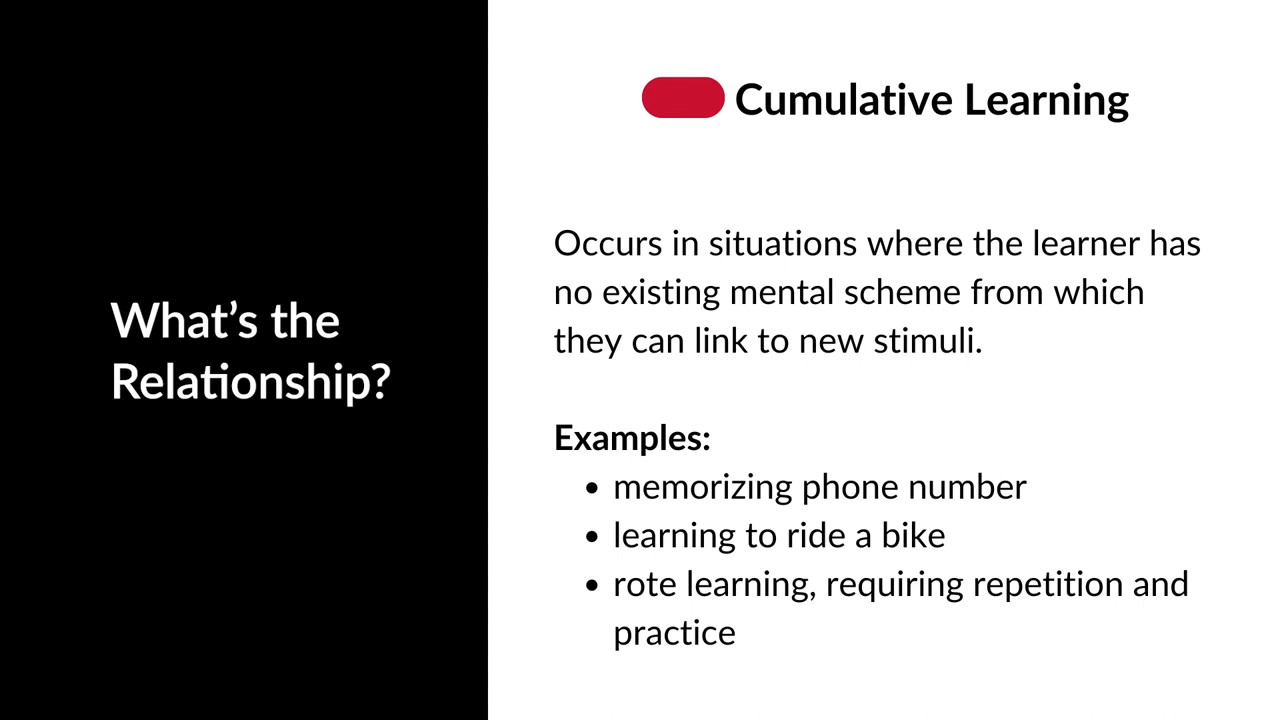 What’s the
Relationship?
Cumulative Learning
Occurs in situations where the learner has
no existing mental scheme from which
they can link to new stimuli.
Examples:
• memorizing phone number
• learning to ride a bike
• rote learning, requiring repetition and
practice